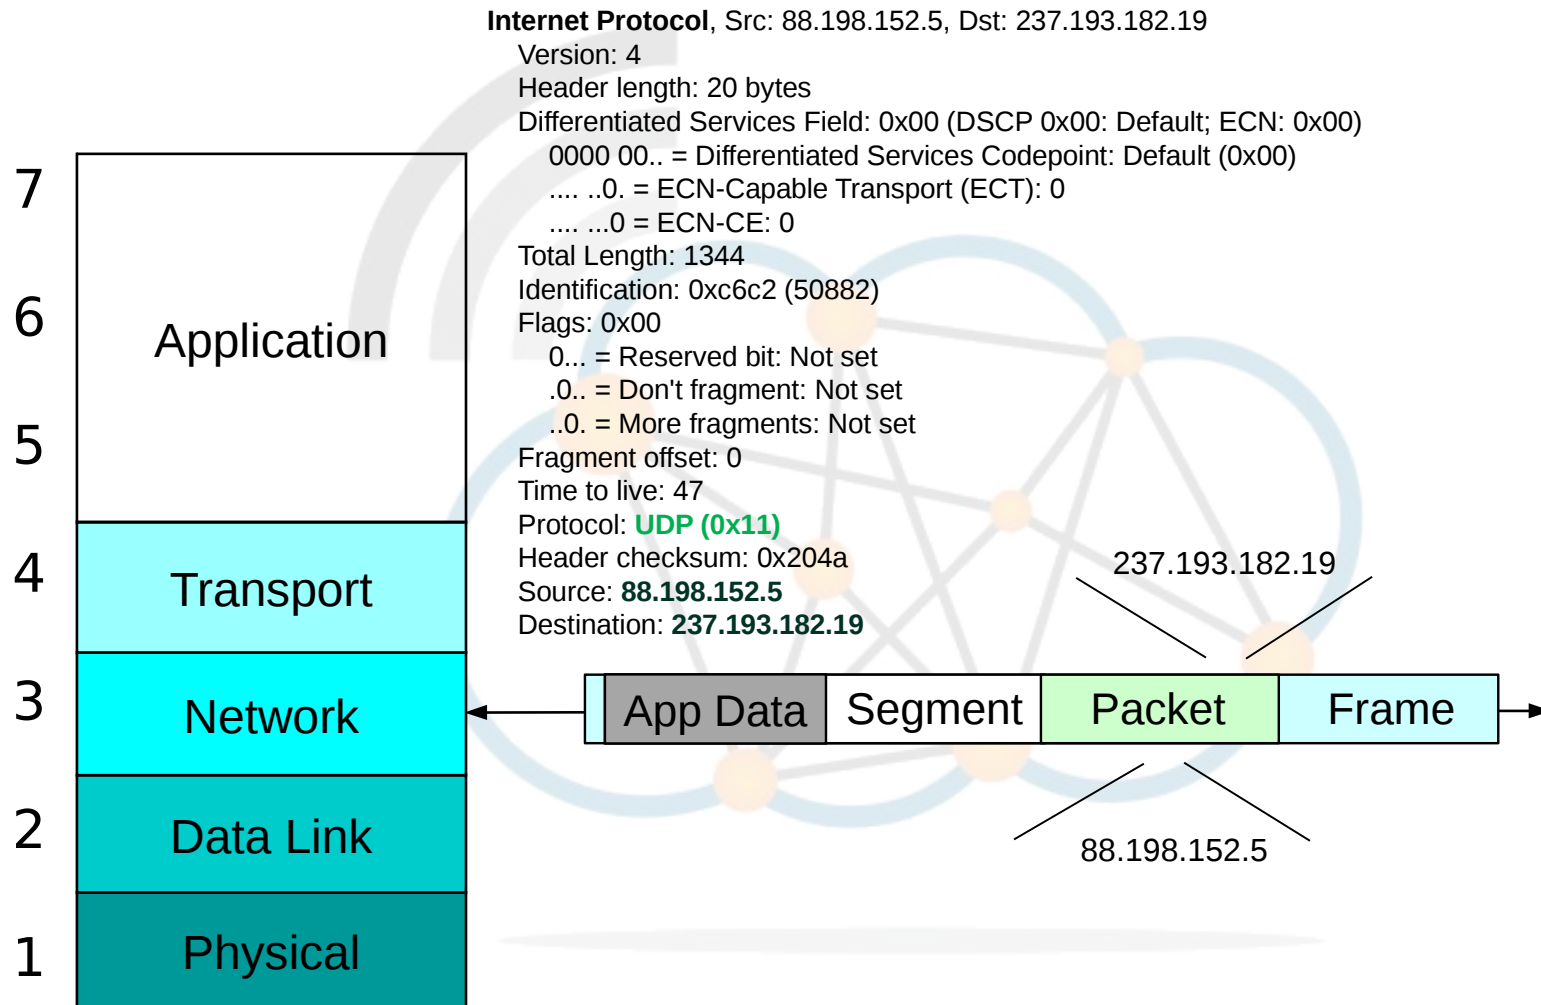 Internet Protocol, Src: 88.198.152.5, Dst: 237.193.182.19
Version: 4
Header length: 20 bytes
Differentiated Services Field: 0x00 (DSCP 0x00: Default; ECN: 0x00)
0000 00.. = Differentiated Services Codepoint: Default (0x00)
.... ..0. = ECN-Capable Transport (ECT): 0
.... ...0 = ECN-CE: 0
Total Length: 1344
Identification: 0xc6c2 (50882)
Flags: 0x00
0... = Reserved bit: Not set
.0.. = Don't fragment: Not set
..0. = More fragments: Not set
Fragment offset: 0
Time to live: 47
Protocol: UDP (0x11)
Header checksum: 0x204a
Source: 88.198.152.5
Destination: 237.193.182.19
7
6
Application
5
4
Transport
3
Network
2
Data Link
1
Physical
237.193.182.19
App Data
Segment
Packet
Frame
88.198.152.5